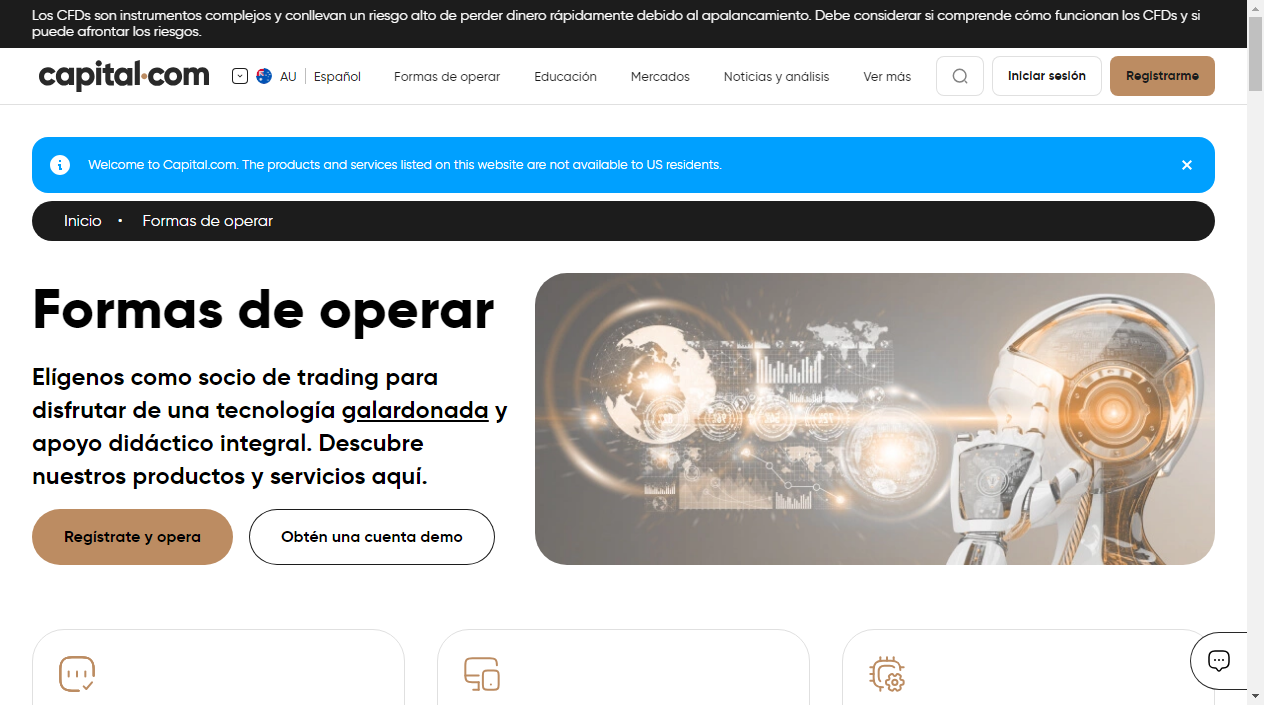 Los CFDs son instrumentos complejos y conllevan un riesgo alto de perder dinero rápidamente debido al apalancamiento. Debe considerar si comprende cómo funcionan los CFDs y si
puede afrontar los riesgos.
capital.com
AU
Español
Formas de operar
Educación
Mercados
Noticias y análisis
Ver más
Iniciar sesión
Registrarme
Welcome to Capital.com. The products and services listed on this website are not available to US residents.
Inicio • Formas de operar
Formas de operar
Elígenos como socio de trading para
disfrutar de una tecnología galardonada y
apoyo didáctico integral. Descubre
nuestros productos y servicios aquí.
Regístrate y opera
Obtén una cuenta demo